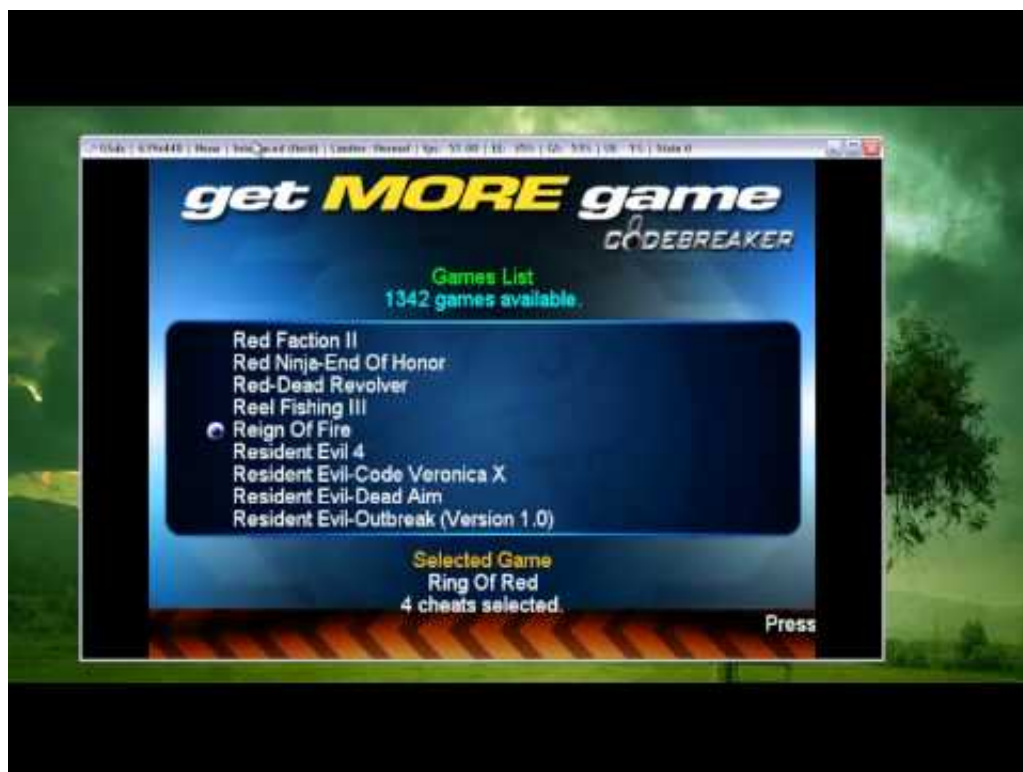 get MORE game
CODEBREAKER
Games List
1342 games available.
Red Faction II
Red Ninja-End Of Honor
Red-Dead Revolver
Reel Fishing III
Reign Of Fire
Resident Evil 4
Resident Evil-Code Veronica X
Resident Evil-Dead Aim
Resident Evil-Outbreak (Version 1.0)
Selected Game
Ring Of Red
4 cheats selected.
Press